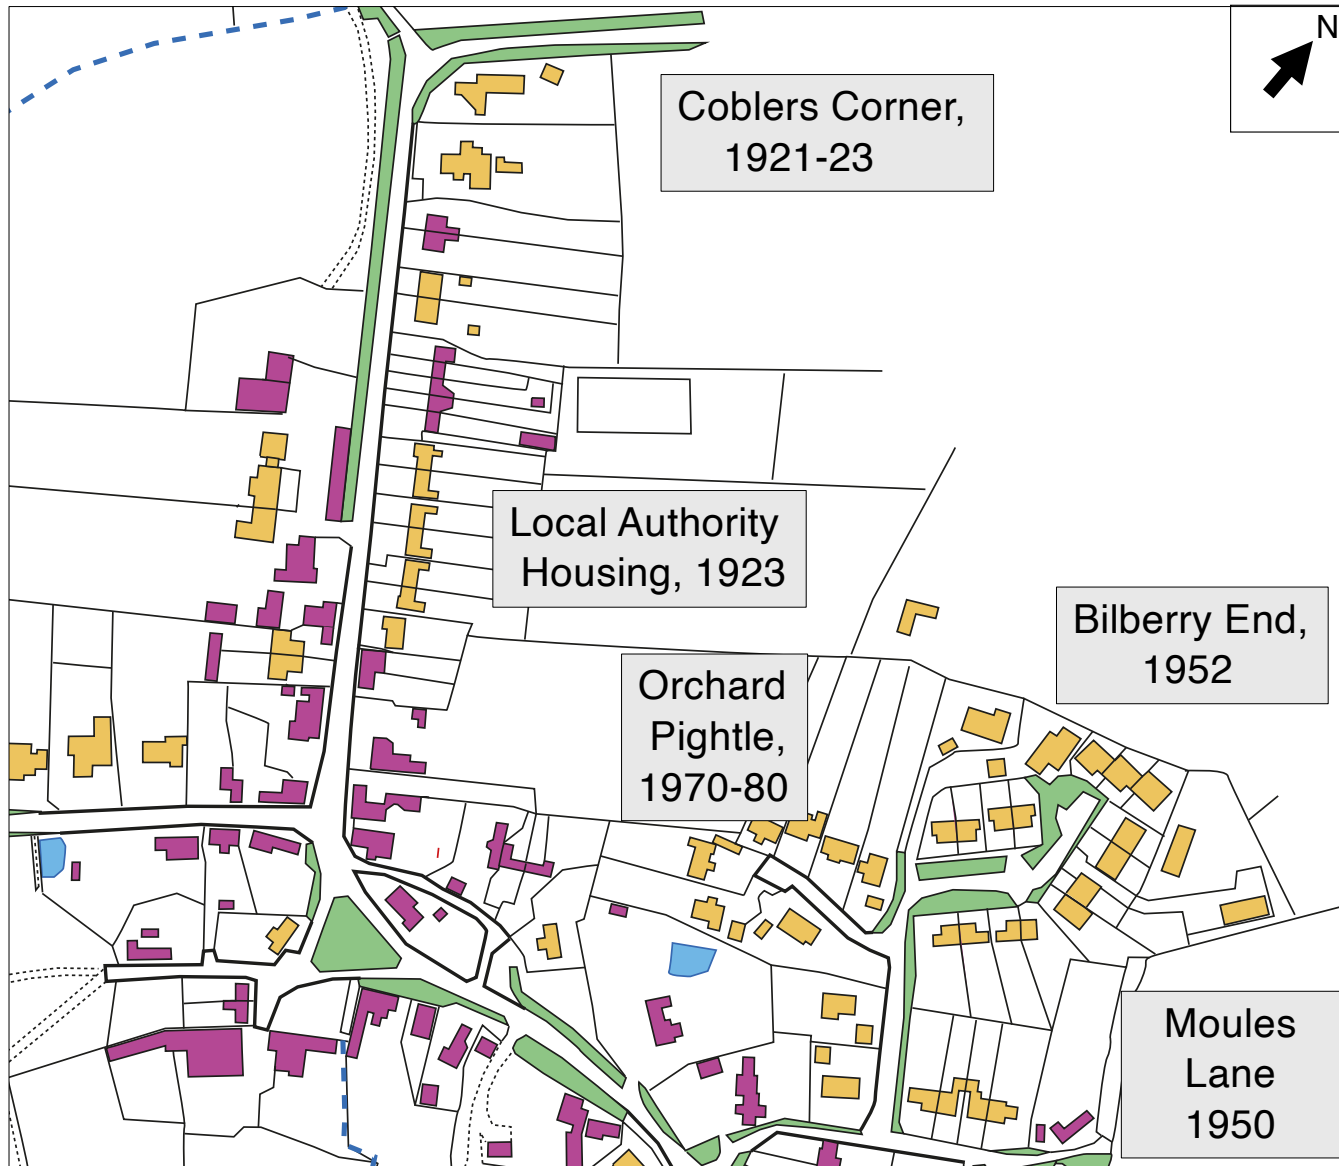 N
Coblers Corner,
1921-23
Local Authority
Housing, 1923
Bilberry End,
1952
Orchard
Pightle,
1970-80
Moules
Lane
1950